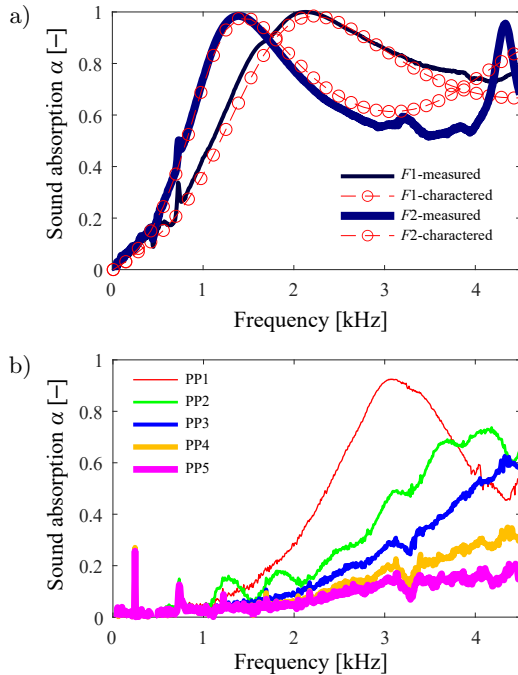 a)
Sound absorption α [−]
1
0.8
0.6
0.4
0.2
0
F1-measured
F1-charactered
F2-measured
F2-charactered
0 1 2 3 4
Frequency [kHz]
b)
Sound absorption α [−]
1
0.8
0.6
0.4
0.2
0
PP1
PP2
PP3
PP4
PP5
0 1 2 3 4
Frequency [kHz]